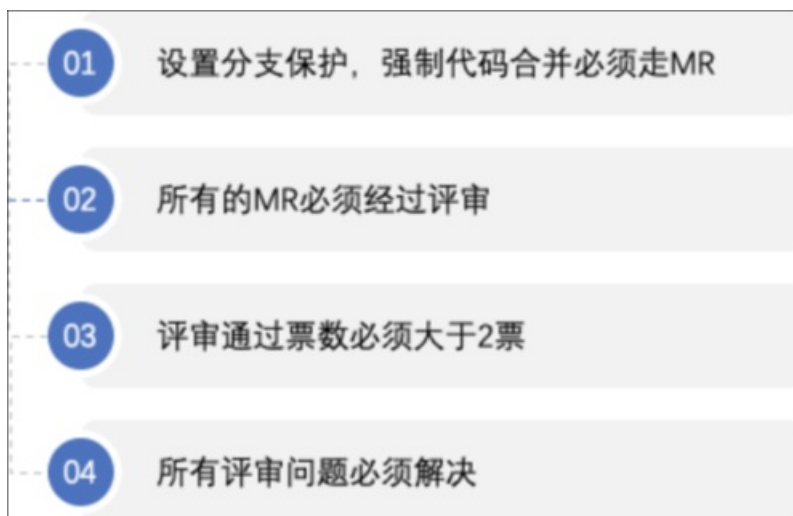 01 设置分支保护，强制代码合并必须走MR
02 所有的MR必须经过评审
03 评审通过票数必须大于2票
04 所有评审问题必须解决